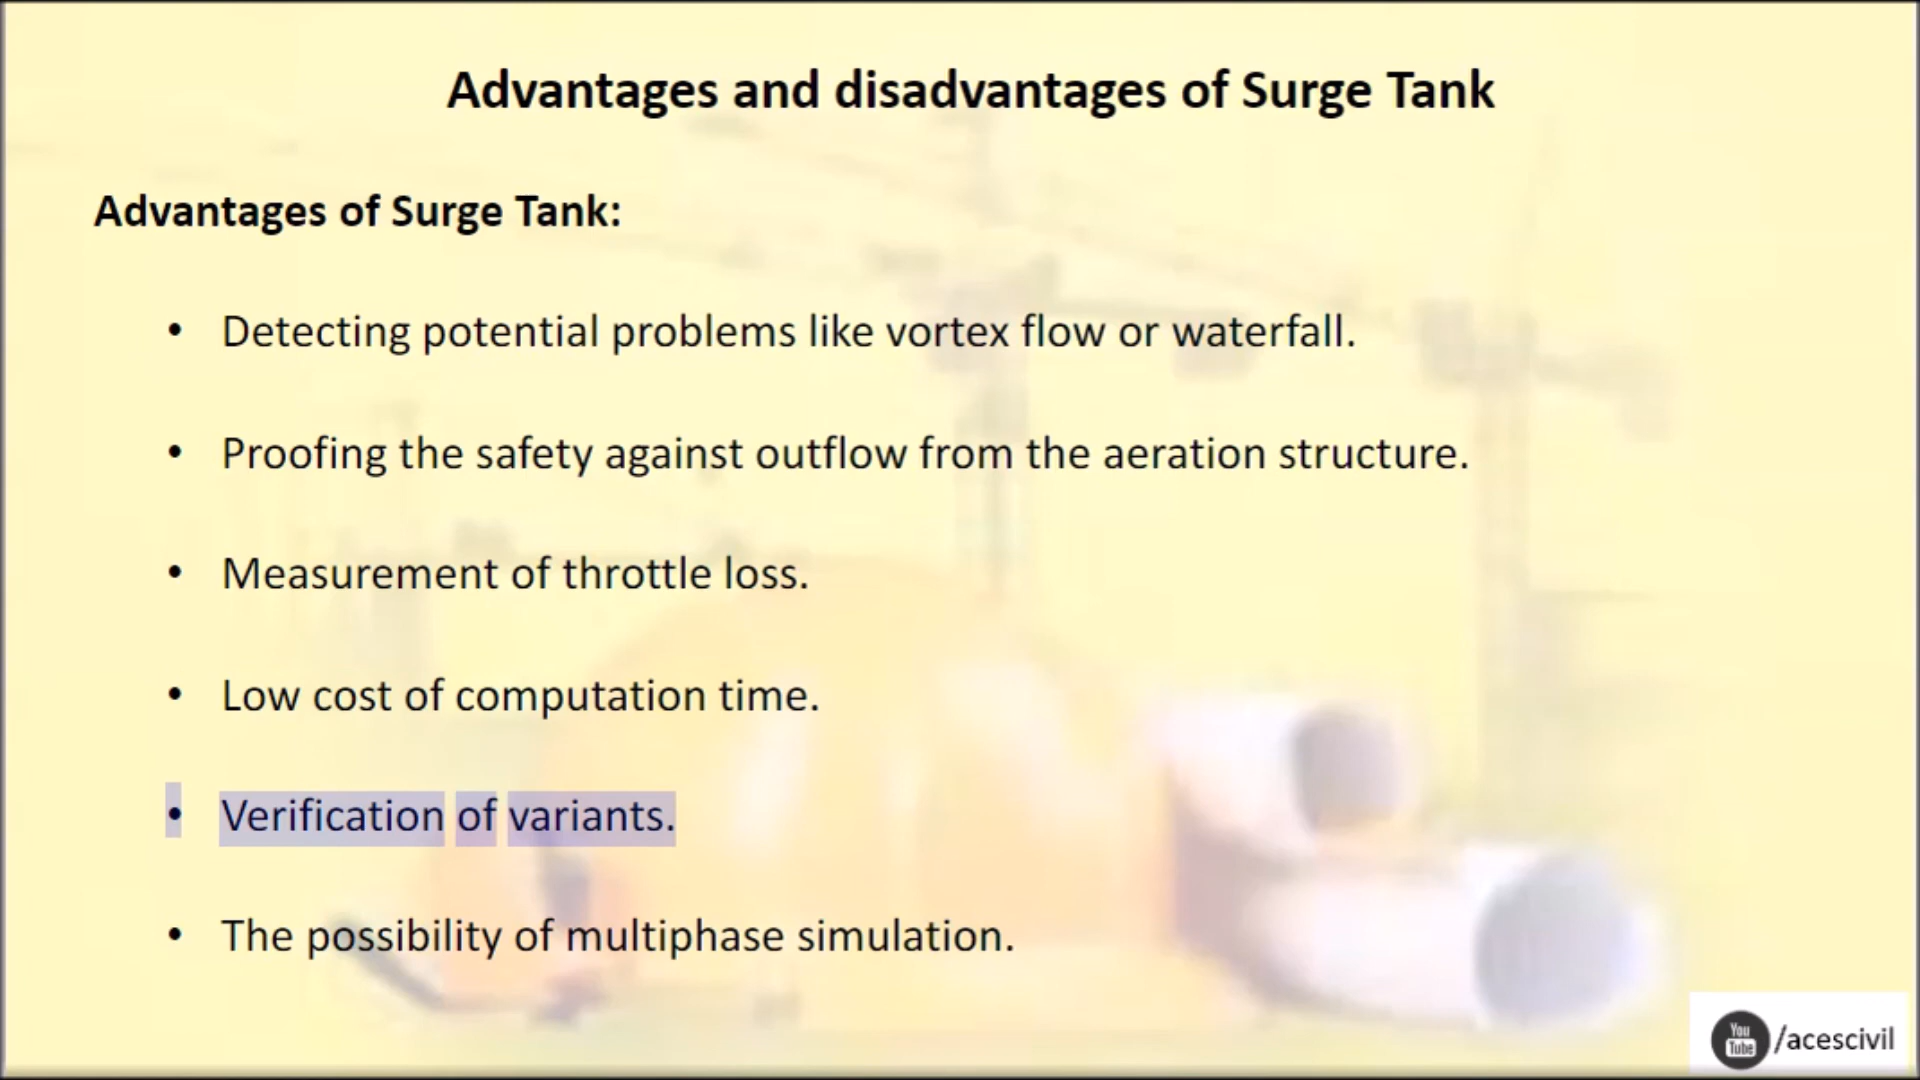 Advantages and disadvantages of Surge Tank
Advantages of Surge Tank:
• Detecting potential problems like vortex flow or waterfall.
• Proofing the safety against outflow from the aeration structure.
• Measurement of throttle loss.
• Low cost of computation time.
• Verification of variants.
• The possibility of multiphase simulation.
You Tube /acescivil